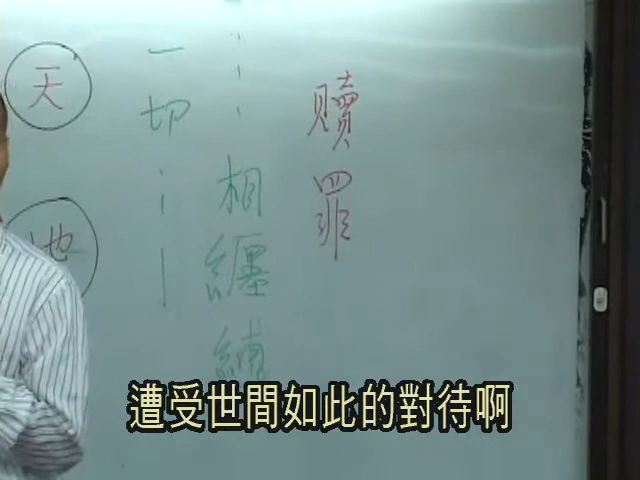 贖罪
相纏縛
一切
天
地
遭受世間如此的對待啊